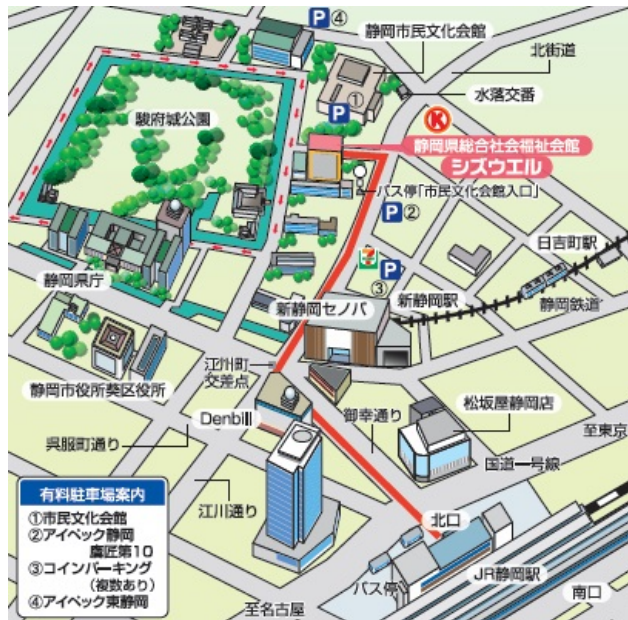 P④
静岡市民文化会館
北街道
①
P
水落交番
K
駿府城公園
静岡県総合社会福祉会館
シズウエル
バス停「市民文化会館入口」
P②
日吉町駅
7
P
③
静岡県庁
新静岡セノバ
新静岡駅
静岡鉄道
江川町
交差点
静岡市役所葵区役所
Denbill
御幸通り
松坂屋静岡店
至東京
呉服町通り
国道一号線
江川通り
北口
JR静岡駅
バス停
南口
至名古屋
有料駐車場案内
①市民文化会館
②アイペック静岡
鷹匠第10
③コインパーキング
(複数あり)
④アイペック東静岡